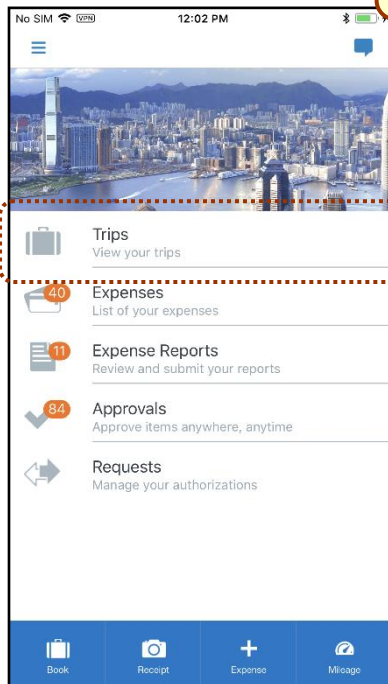 No SIM VPN 12:02 PM
Trips
View your trips
40
Expenses
List of your expenses
11
Expense Reports
Review and submit your reports
84
Approvals
Approve items anywhere, anytime
Requests
Manage your authorizations
Book Receipt Expense Mileage